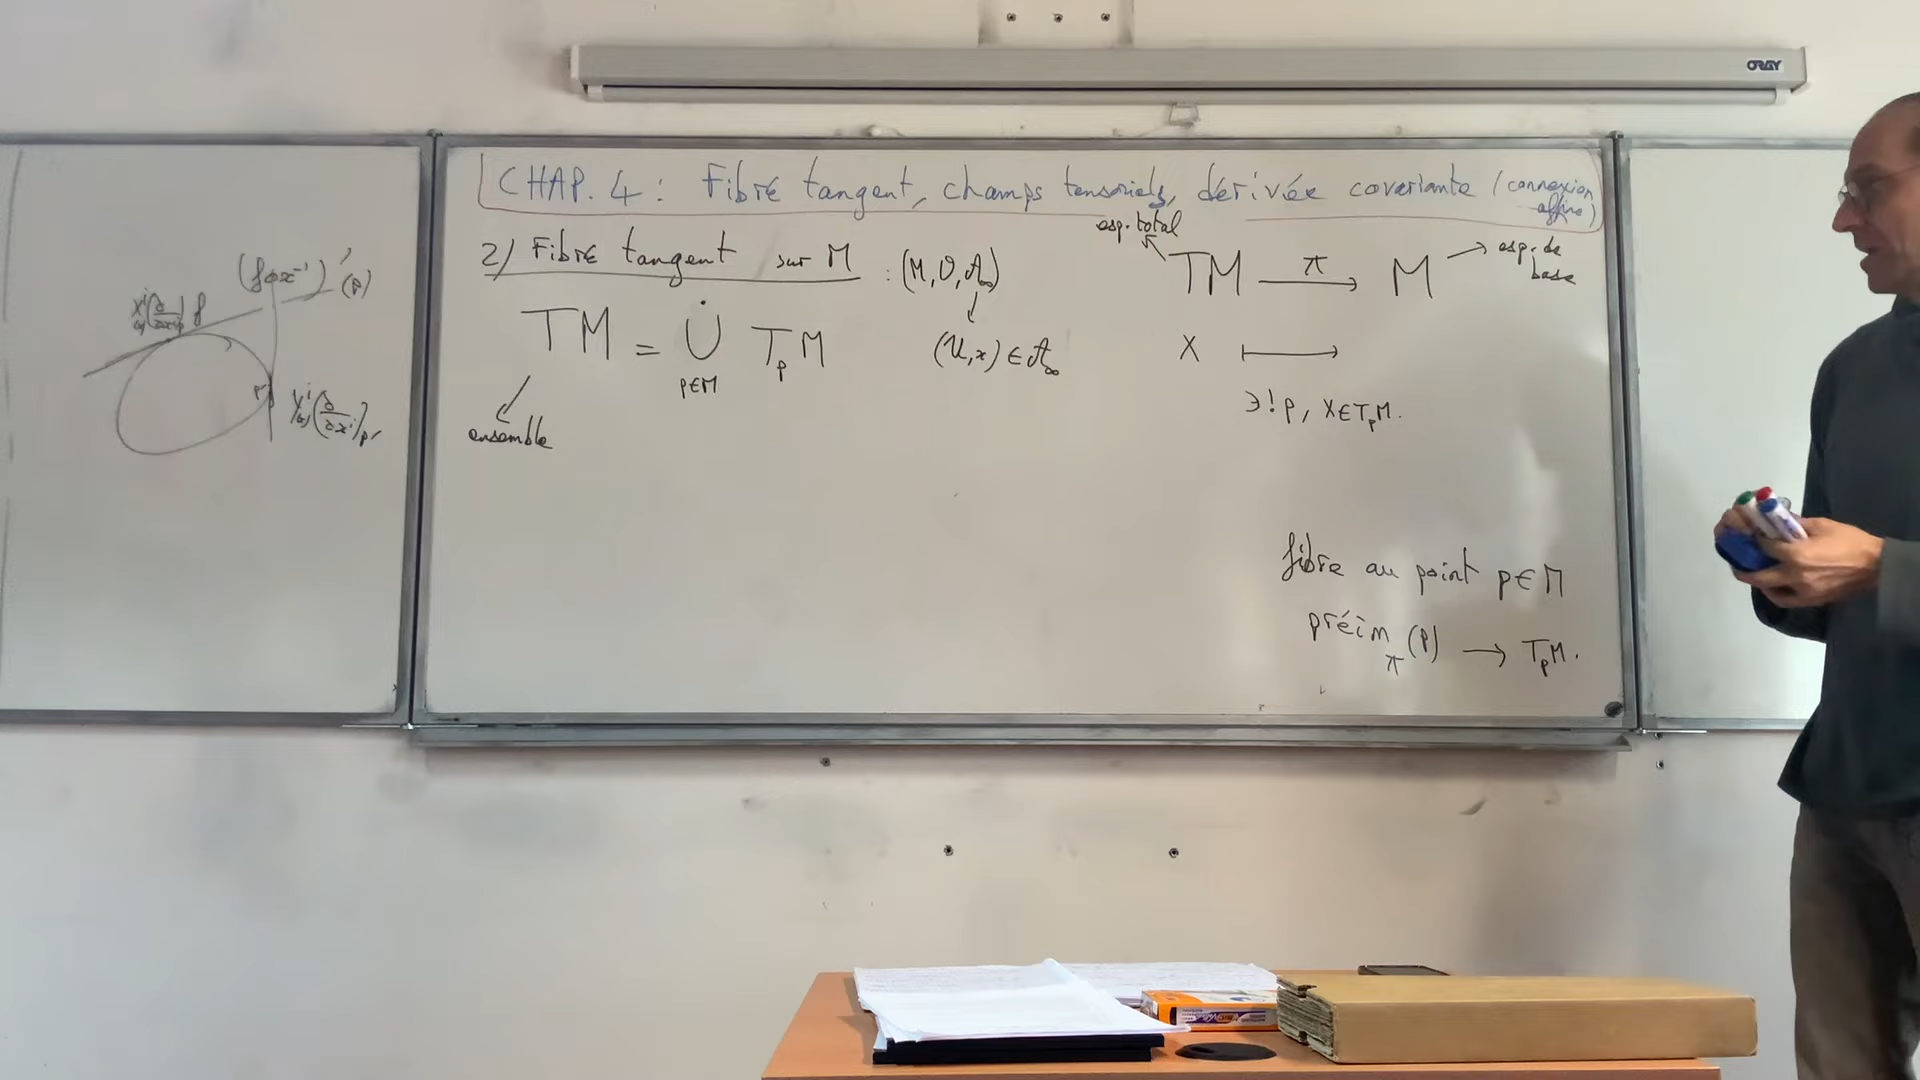 ORAY
CHAP. 4 : Fibré tangent, champs tensoriels, dérivée covariante (connexion affine)
2) Fibré tangent sur M : (M, O, A∞)
TM = ∪̇ TₚM
p∈M
(U, x) ∈ A∞
ensemble
esp. total
TM —π→ M
esp. de base
X ⟼
∃! p, X ∈ TₚM.
fibre au point p ∈ M
préim_π (p) → TₚM.
(f∘x⁻¹)'(p)